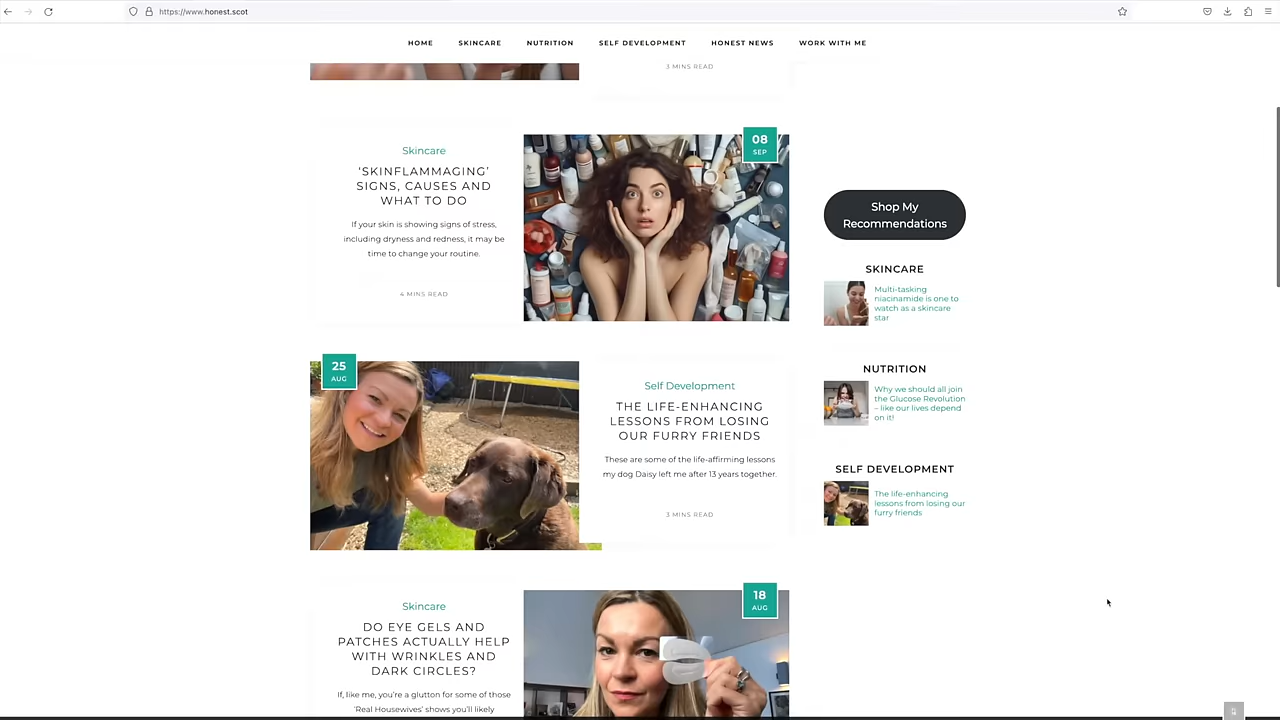 https://www.honest.scot
HOME SKINCARE NUTRITION SELF DEVELOPMENT HONEST NEWS WORK WITH ME
3 MINS READ
Skincare
'SKINFLAMMAGING'
SIGNS, CAUSES AND
WHAT TO DO
If your skin is showing signs of stress,
including dryness and redness, it may be
time to change your routine.
4 MINS READ
08
SEP
25
AUG
Self Development
THE LIFE-ENHANCING
LESSONS FROM LOSING
OUR FURRY FRIENDS
These are some of the life-affirming lessons
my dog Daisy left me after 13 years together.
3 MINS READ
Skincare
DO EYE GELS AND
PATCHES ACTUALLY HELP
WITH WRINKLES AND
DARK CIRCLES?
If, like me, you're a glutton for some of those
'Real Housewives' shows you'll likely
18
AUG
Shop My
Recommendations
SKINCARE
Multi-tasking
niacinamide is one to
watch as a skincare
star
NUTRITION
Why we should all join
the Glucose Revolution
– like our lives depend
on it!
SELF DEVELOPMENT
The life-enhancing
lessons from losing our
furry friends